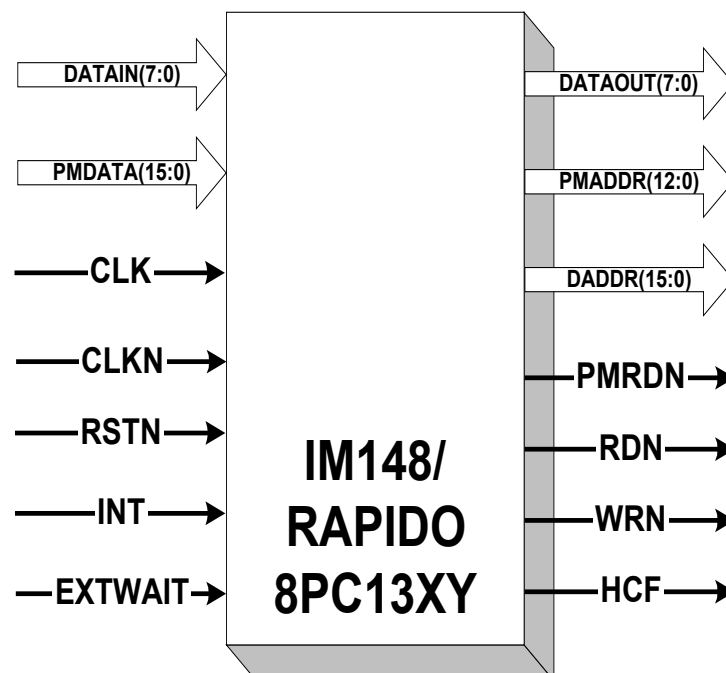 DATAIN(7:0)
PMDATA(15:0)
CLK
CLKN
RSTN
INT
EXTWAIT
IM148/
RAPIDO
8PC13XY
DATAOUT(7:0)
PMADDR(12:0)
DADDR(15:0)
PMRDN
RDN
WRN
HCF